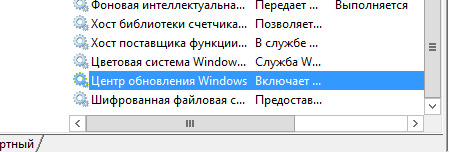 Фоновая интеллектуальна... Передает ... Выполняется
Хост библиотеки счетчика... Позволяет...
Хост поставщика функции... В службе ...
Цветовая система Window... Служба W...
Центр обновления Windows Включает ...
Шифрованная файловая с... Предостав...
ртный